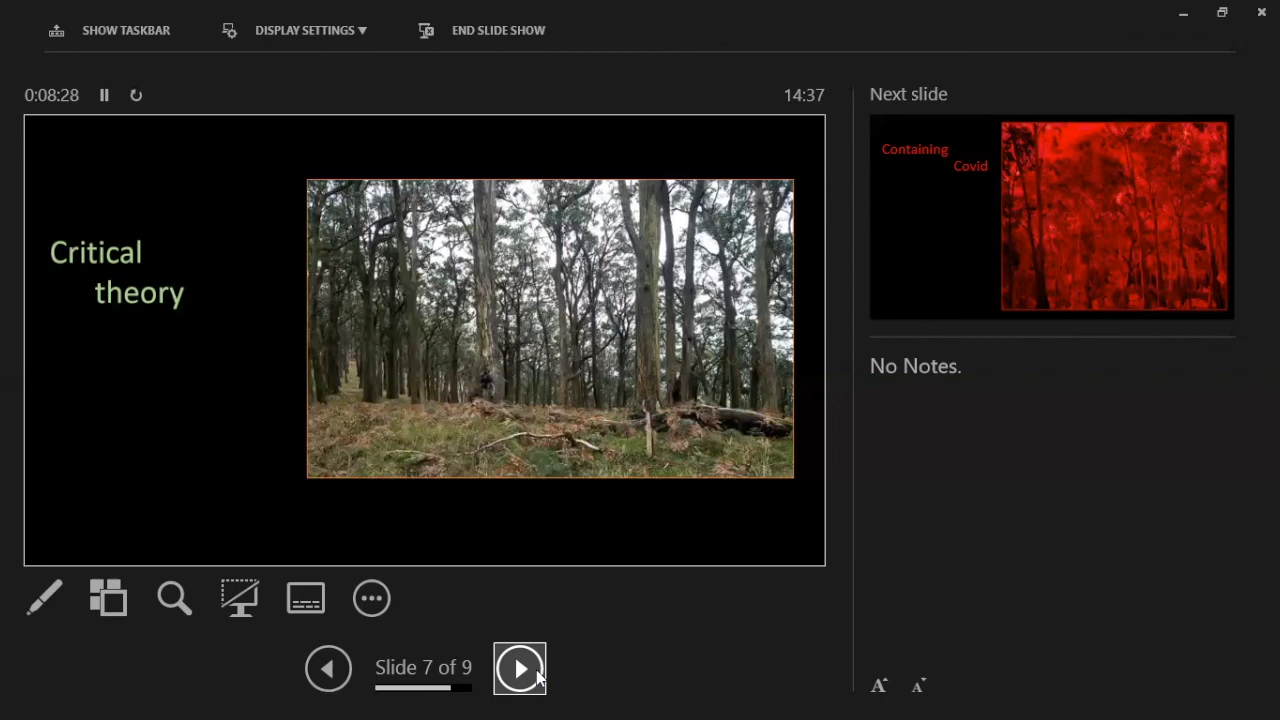 SHOW TASKBAR
DISPLAY SETTINGS
END SLIDE SHOW
0:08:28
14:37
Critical
theory
Next slide
Containing
Covid
No Notes.
Slide 7 of 9
A A